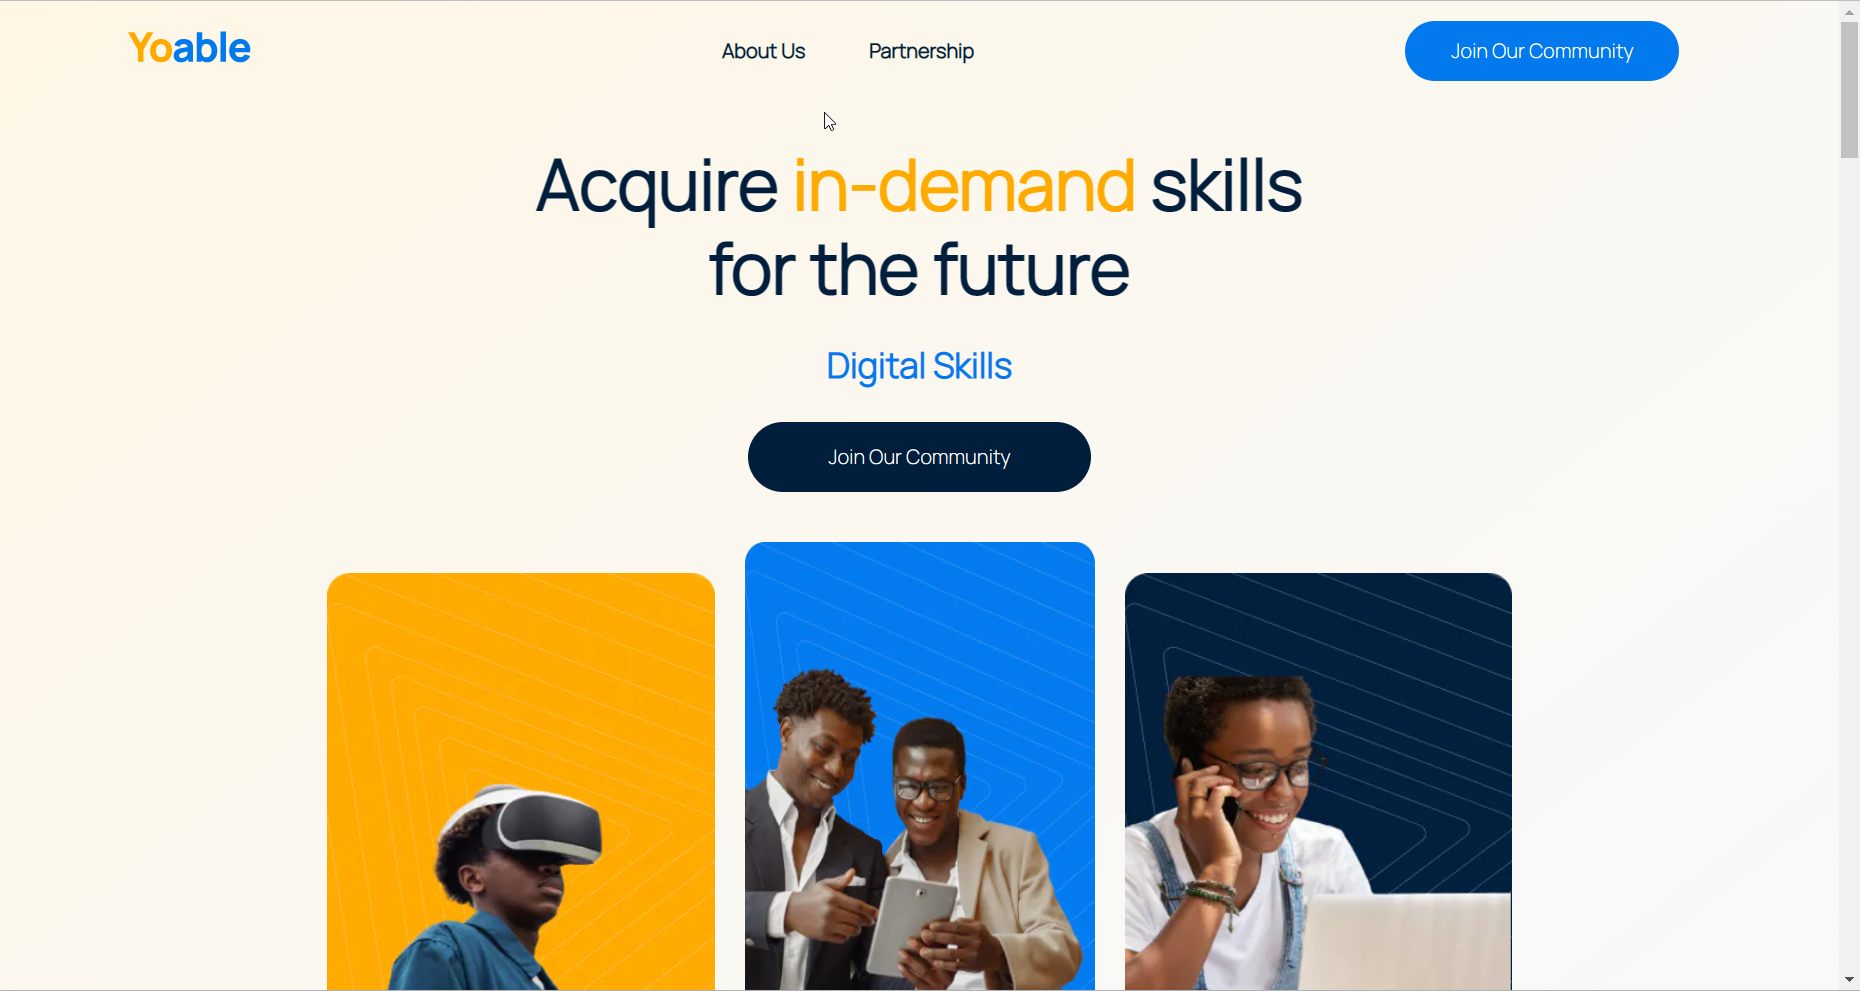 Yoable
About Us
Partnership
Join Our Community
Acquire in-demand skills
for the future
Digital Skills
Join Our Community